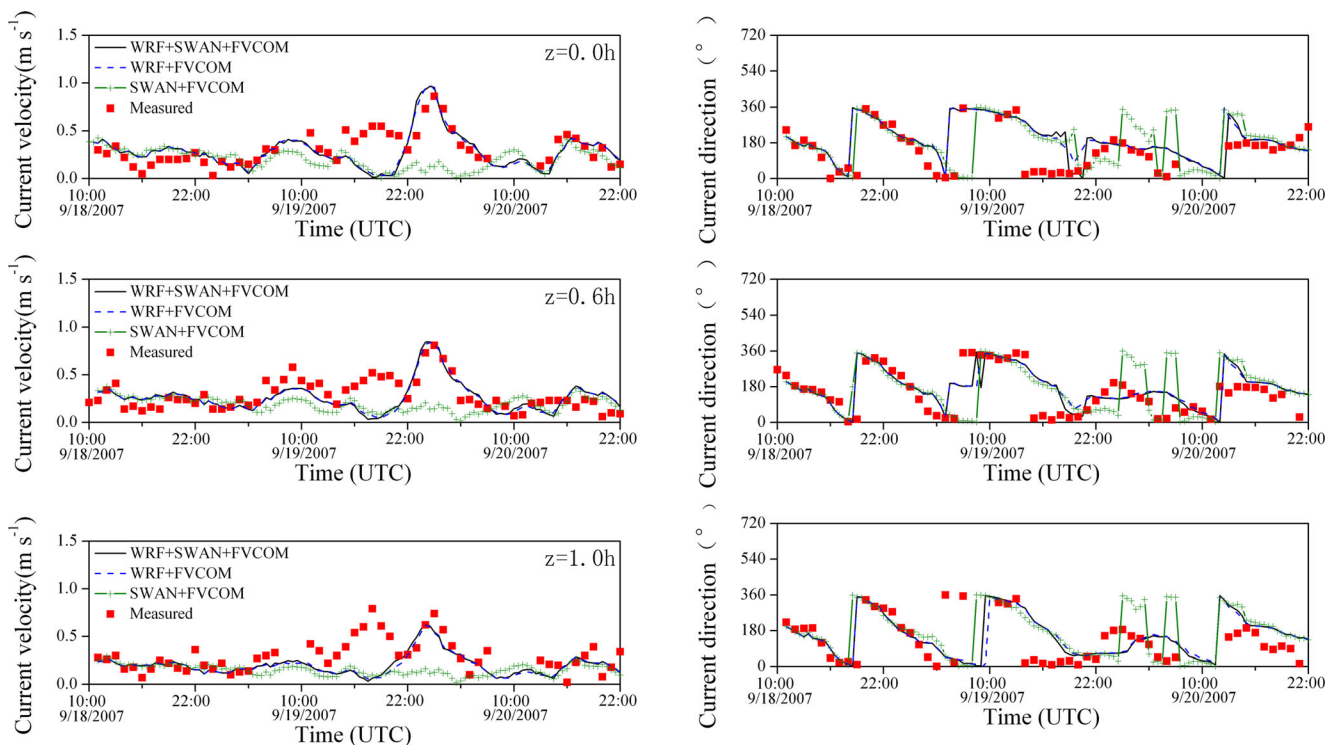 Current velocity(m s-1)
1.5
1.0
0.5
0.0
WRF+SWAN+FVCOM
WRF+FVCOM
SWAN+FVCOM
Measured
z=0.0h
10:00 22:00 10:00 22:00 10:00 22:00
9/18/2007 9/19/2007 9/20/2007
Time (UTC)
Current direction ( ° )
720
540
360
180
0
10:00 22:00 10:00 22:00 10:00 22:00
9/18/2007 9/19/2007 9/20/2007
Time (UTC)
Current velocity(m s-1)
1.5
1.0
0.5
0.0
WRF+SWAN+FVCOM
WRF+FVCOM
SWAN+FVCOM
Measured
z=0.6h
10:00 22:00 10:00 22:00 10:00 22:00
9/18/2007 9/19/2007 9/20/2007
Time (UTC)
Current direction ( ° )
720
540
360
180
0
10:00 22:00 10:00 22:00 10:00 22:00
9/18/2007 9/19/2007 9/20/2007
Time (UTC)
Current velocity(m s-1)
1.5
1.0
0.5
0.0
WRF+SWAN+FVCOM
WRF+FVCOM
SWAN+FVCOM
Measured
z=1.0h
10:00 22:00 10:00 22:00 10:00 22:00
9/18/2007 9/19/2007 9/20/2007
Time (UTC)
Current direction ( ° )
720
540
360
180
0
10:00 22:00 10:00 22:00 10:00 22:00
9/18/2007 9/19/2007 9/20/2007
Time (UTC)